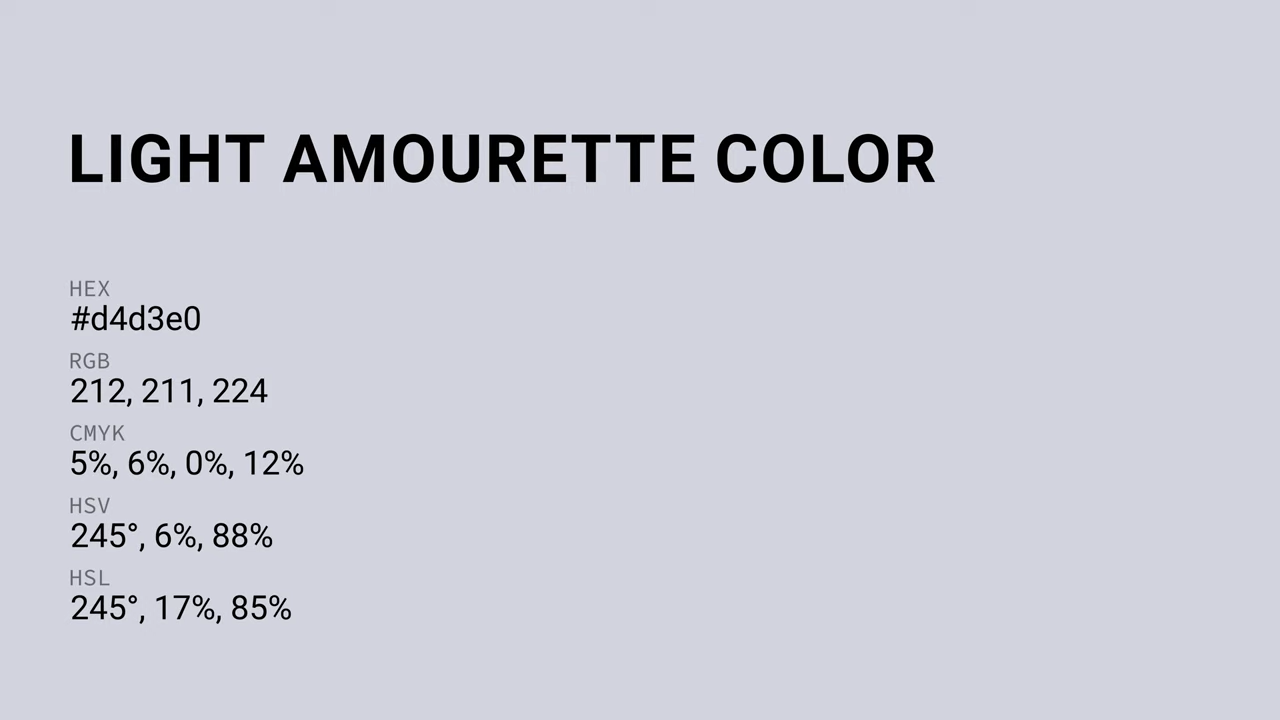 LIGHT AMOURETTE COLOR
HEX
#d4d3e0
RGB
212, 211, 224
CMYK
5%, 6%, 0%, 12%
HSV
245°, 6%, 88%
HSL
245°, 17%, 85%